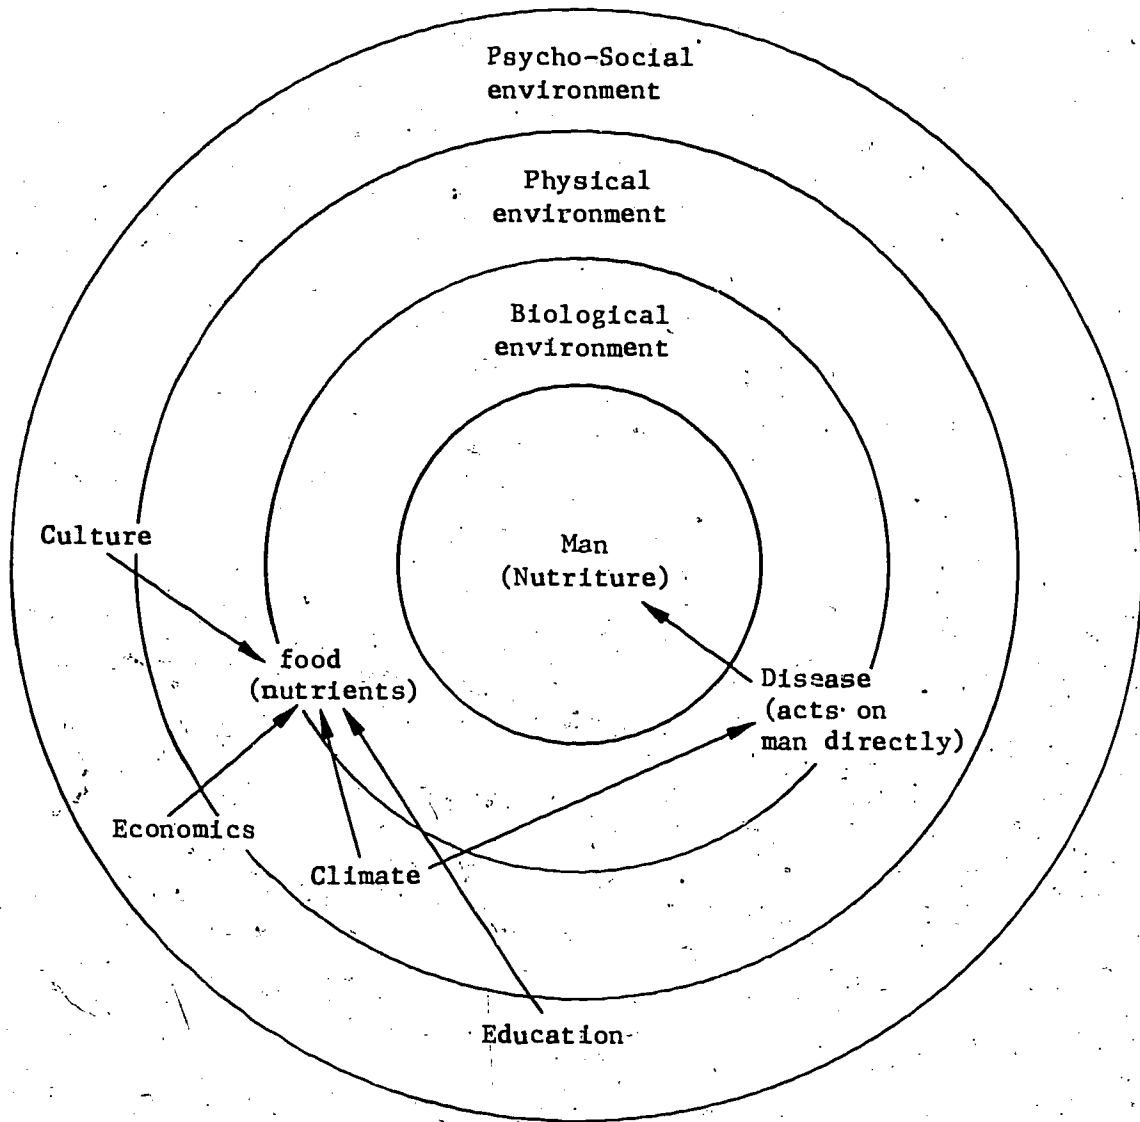 Psycho-Social
environment
Physical
environment
Biological
environment
Culture
Man
(Nutriture)
food
(nutrients)
Disease
(acts on
man directly)
Economics
Climate
Education